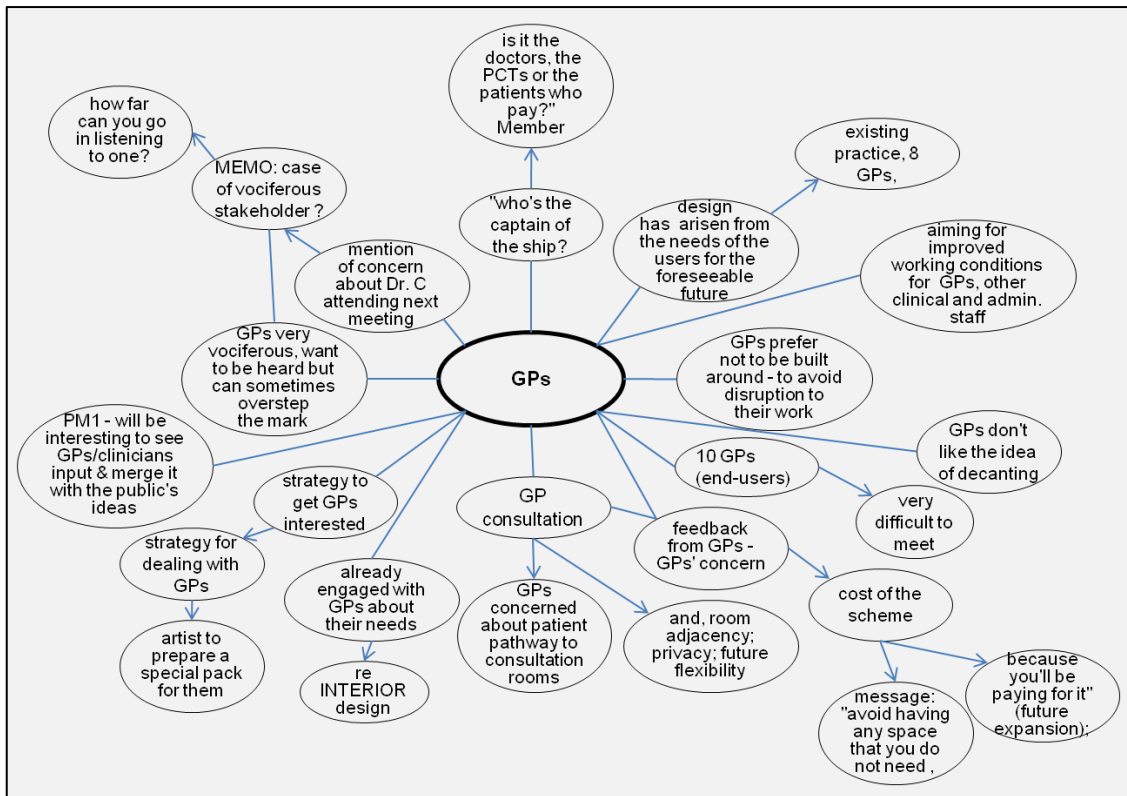 is it the
doctors, the
PCTs or the
patients who
pay?"
Member
how far
can you go
in listening
to one?
existing
practice, 8
GPs,
MEMO: case
of vociferous
stakeholder ?
"who's the
captain of
the ship?
design
has arisen from
the needs of the
users for the
foreseeable
future
aiming for
improved
working conditions
for GPs, other
clinical and admin.
staff
mention
of concern
about Dr. C
attending next
meeting
GPs very
vociferous, want
to be heard but
can sometimes
overstep
the mark
GPs
GPs prefer
not to be built
around - to avoid
disruption to
their work
PM1 - will be
interesting to see
GPs/clinicians
input & merge it
with the public's
ideas
GPs don't
like the idea
of decanting
10 GPs
(end-users)
strategy to
get GPs
interested
GP
consultation
very
difficult to
meet
feedback
from GPs -
GPs' concern
strategy for
dealing with
GPs
already
engaged with
GPs about
their needs
GPs
concerned
about patient
pathway to
consultation
rooms
and, room
adjacency;
privacy; future
flexibility
cost of the
scheme
artist to
prepare a
special pack
for them
re
INTERIOR
design
because
you'll be
paying for it"
(future
expansion);
message:
"avoid having
any space
that you do
not need ,